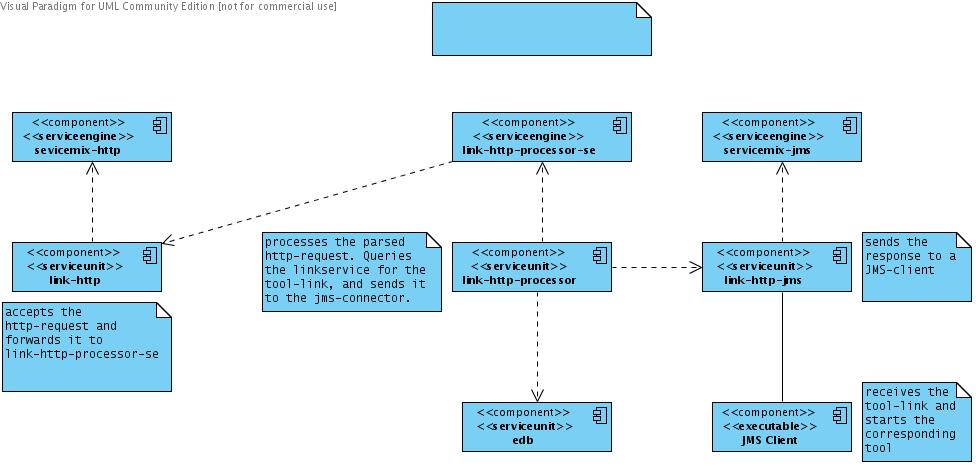 Visual Paradigm for UML Community Edition [not for commercial use]
<<component>>
<<serviceengine>>
sevicemix-http
<<component>>
<<serviceengine>>
link-http-processor-se
<<component>>
<<serviceengine>>
servicemix-jms
<<component>>
<<serviceunit>>
link-http
processes the parsed
http-request. Queries
the linkservice for the
tool-link, and sends it
to the jms-connector.
<<component>>
<<serviceunit>>
link-http-processor
<<component>>
<<serviceunit>>
link-http-jms
sends the
response to a
JMS-client
accepts the
http-request and
forwards it to
link-http-processor-se
<<component>>
<<serviceunit>>
edb
<<component>>
<<executable>>
JMS Client
receives the
tool-link and
starts the
corresponding
tool